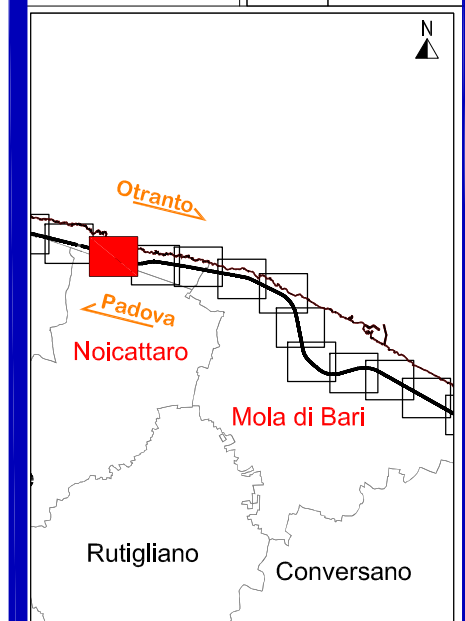 N
Otranto
Padova
Noicattaro
Mola di Bari
Rutigliano
Conversano